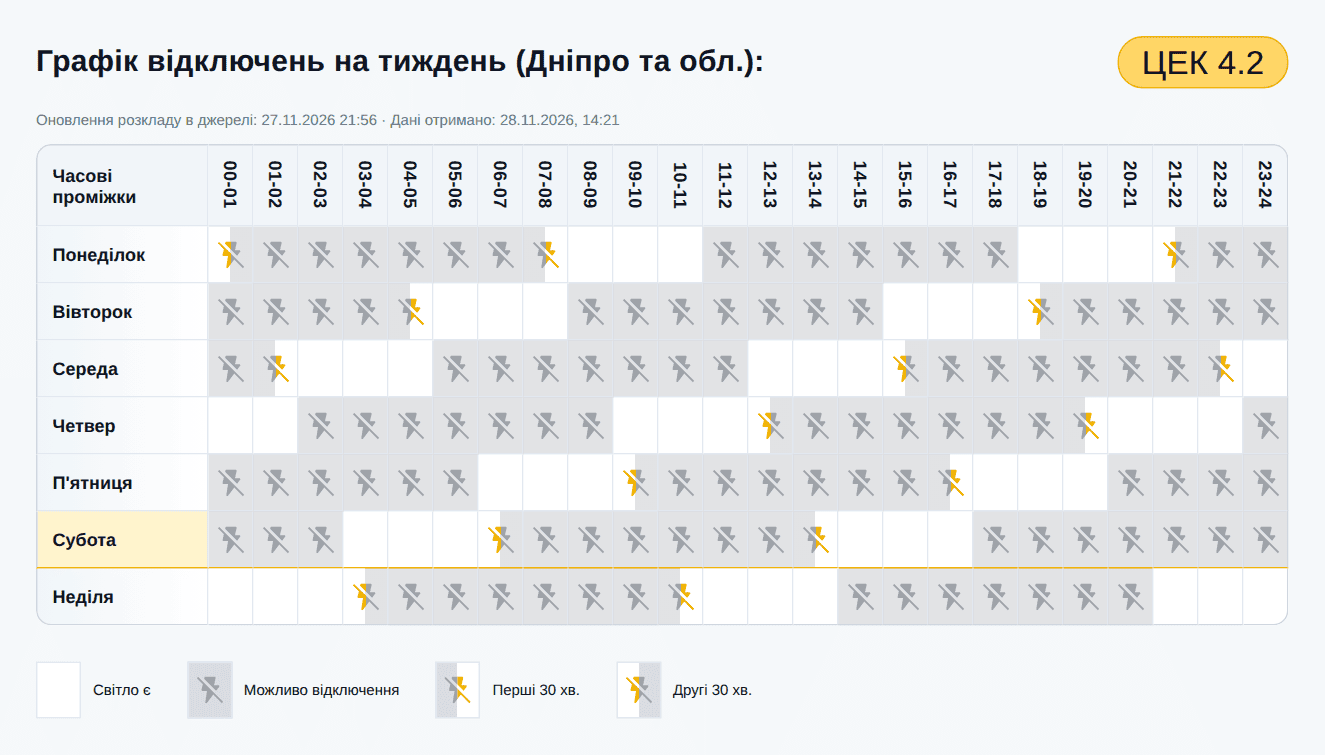 Графік відключень на тиждень (Дніпро та обл.):
ЦЕК 4.2
Оновлення розкладу в джерелі: 27.11.2026 21:56 · Дані отримано: 28.11.2026, 14:21
Часові
проміжки
00-01
01-02
02-03
03-04
04-05
05-06
06-07
07-08
08-09
09-10
10-11
11-12
12-13
13-14
14-15
15-16
16-17
17-18
18-19
19-20
20-21
21-22
22-23
23-24
Понеділок
Вівторок
Середа
Четвер
П'ятниця
Субота
Неділя
Світло є
Можливо відключення
Перші 30 хв.
Другі 30 хв.